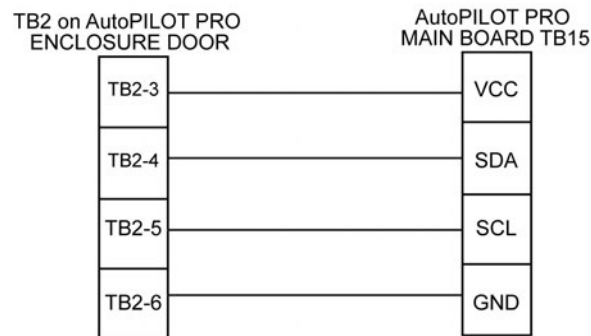 TB2 on AutoPILOT PRO
ENCLOSURE DOOR
AutoPILOT PRO
MAIN BOARD TB15
TB2-3
VCC
TB2-4
SDA
TB2-5
SCL
TB2-6
GND